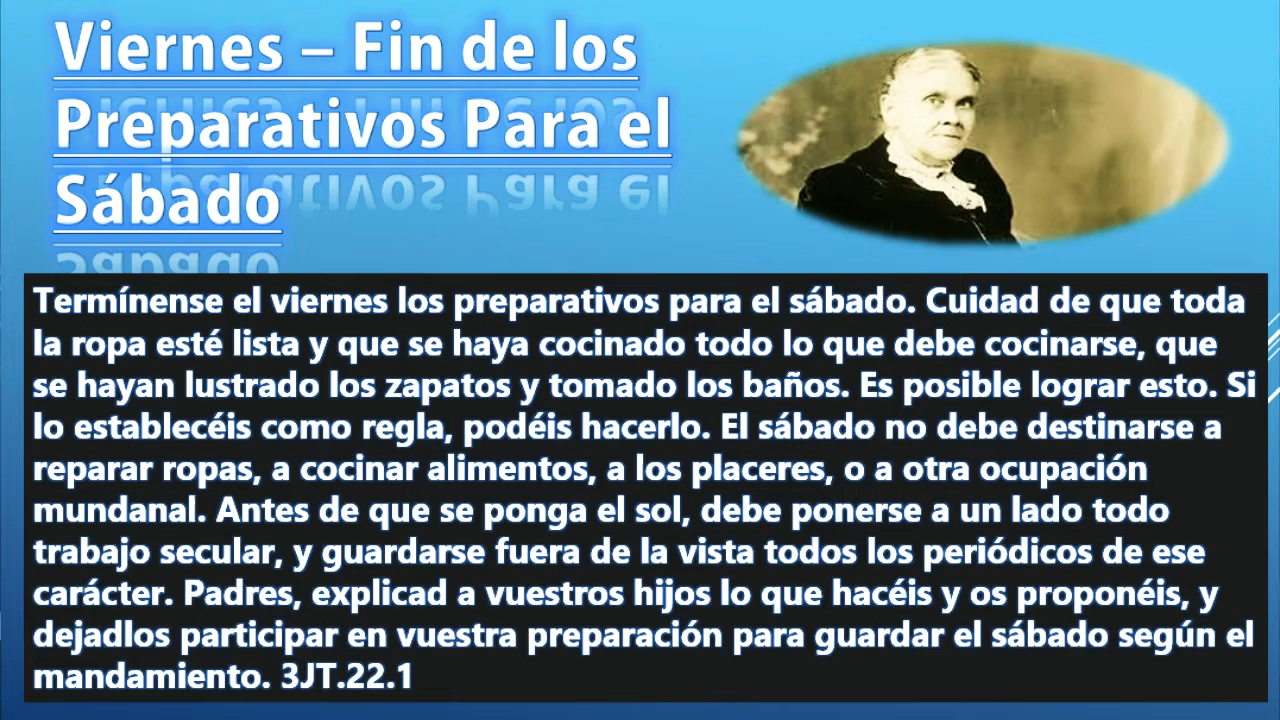 Viernes – Fin de los
Preparativos Para el
Sábado
Termínense el viernes los preparativos para el sábado. Cuidad de que toda
la ropa esté lista y que se haya cocinado todo lo que debe cocinarse, que
se hayan lustrado los zapatos y tomado los baños. Es posible lograr esto. Si
lo establecéis como regla, podéis hacerlo. El sábado no debe destinarse a
reparar ropas, a cocinar alimentos, a los placeres, o a otra ocupación
mundanal. Antes de que se ponga el sol, debe ponerse a un lado todo
trabajo secular, y guardarse fuera de la vista todos los periódicos de ese
carácter. Padres, explicad a vuestros hijos lo que hacéis y os proponéis, y
dejadlos participar en vuestra preparación para guardar el sábado según el
mandamiento. 3JT.22.1